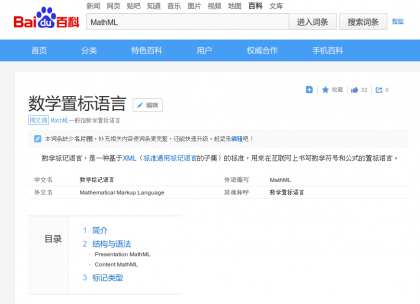 新闻 网页 贴吧 知道 音乐 图片 视频 地图 百科 文库
Baidu百科 MathML 进入词条 搜索词条 帮助
首页 分类 特色百科 用户 权威合作 手机百科
收藏 32 0
数学置标语言 编辑
同义词 MathML一般指数学置标语言
本词条缺少名片图，补充相关内容使词条更完整，还能快速升级，赶紧来编辑吧！
数学标记语言，是一种基于XML（标准通用标记语言的子集）的标准，用来在互联网上书写数学符号和公式的置标语言。
中文名 数学标记语言 外语缩写 MathML
外文名 Mathematical Markup Language 其他称呼 数学置标语言
目录
1 简介
2 结构与语法
· Presentation MathML
· Content MathML
3 标记类型